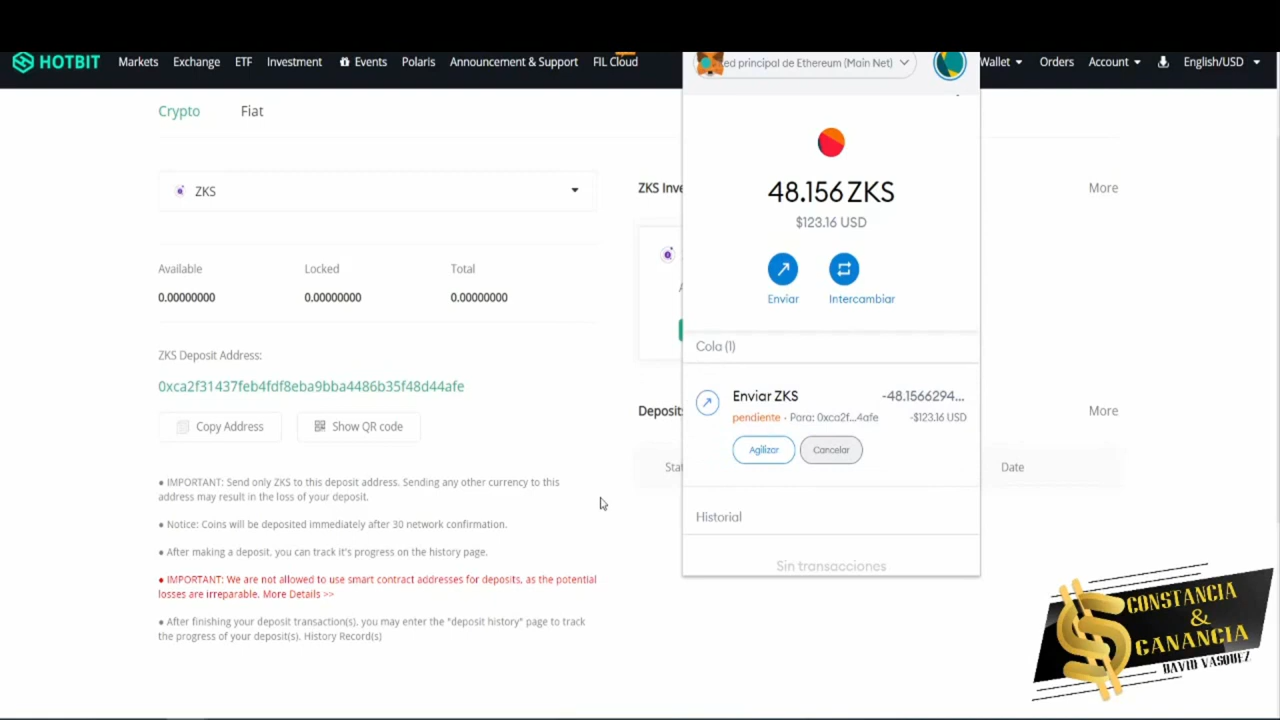 HOTBIT
Markets
Exchange
ETF
Investment
Events
Polaris
Announcement & Support
FIL Cloud
ed principal de Ethereum (Main Net)
Wallet
Orders
Account
English/USD
Crypto
Fiat
ZKS
Available
Locked
Total
0.00000000
0.00000000
0.00000000
ZKS Deposit Address:
0xca2f31437feb4fdf8eba9bba4486b35f48d44afe
Copy Address
Show QR code
● IMPORTANT: Send only ZKS to this deposit address. Sending any other currency to this
address may result in the loss of your deposit.
● Notice: Coins will be deposited immediately after 30 network confirmation.
● After making a deposit, you can track it's progress on the history page.
● IMPORTANT: We are not allowed to use smart contract addresses for deposits, as the potential
losses are irreparable. More Details >>
● After finishing your deposit transaction(s), you may enter the "deposit history" page to track
the progress of your deposit(s). History Record(s)
ZKS Inve
More
Deposit
More
Stat
Date
48.156 ZKS
$123.16 USD
Enviar
Intercambiar
Cola (1)
Enviar ZKS
-48.1566294...
pendiente · Para: 0xca2f...4afe
-$123.16 USD
Agilizar
Cancelar
Historial
Sin transacciones
CONSTANCIA
&
GANANCIA
DAVID VASQUEZ